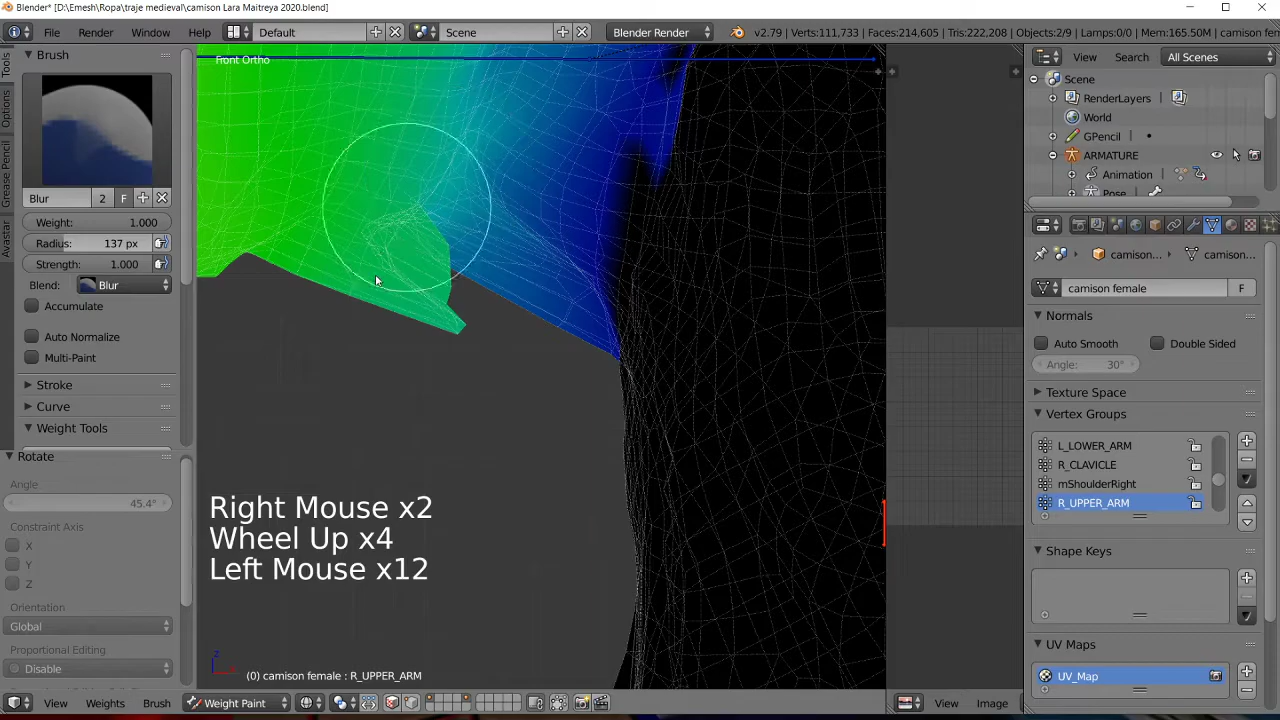 Blender* [D:\Emesh\Ropa\traje medieval\camison Lara Maitreya 2020.blend]
File Render Window Help Default Scene Blender Render v2.79 | Verts:111,733 | Faces:214,605 | Tris:222,208 | Objects:2/9 | Lamps:0/0 | Mem:165.50M | camison fem
Tools
Options
Grease Pencil
Avastar
Brush
Blur 2 F
Weight: 1.000
Radius: 137 px
Strength: 1.000
Blend: Blur
Accumulate
Auto Normalize
Multi-Paint
Stroke
Curve
Weight Tools
Rotate
Angle
45.4°
Constraint Axis
X
Y
Z
Orientation
Global
Proportional Editing
Disable
Front Ortho
Right Mouse x2
Wheel Up x4
Left Mouse x12
z
(0) camison female : R_UPPER_ARM
View Weights Brush Weight Paint
View Image
View Search All Scenes
Scene
RenderLayers
World
GPencil
ARMATURE
Animation
Pose
camison... camison...
camison female F
Normals
Auto Smooth Double Sided
Angle: 30°
Texture Space
Vertex Groups
L_LOWER_ARM
R_CLAVICLE
mShoulderRight
R_UPPER_ARM
Shape Keys
UV Maps
UV_Map